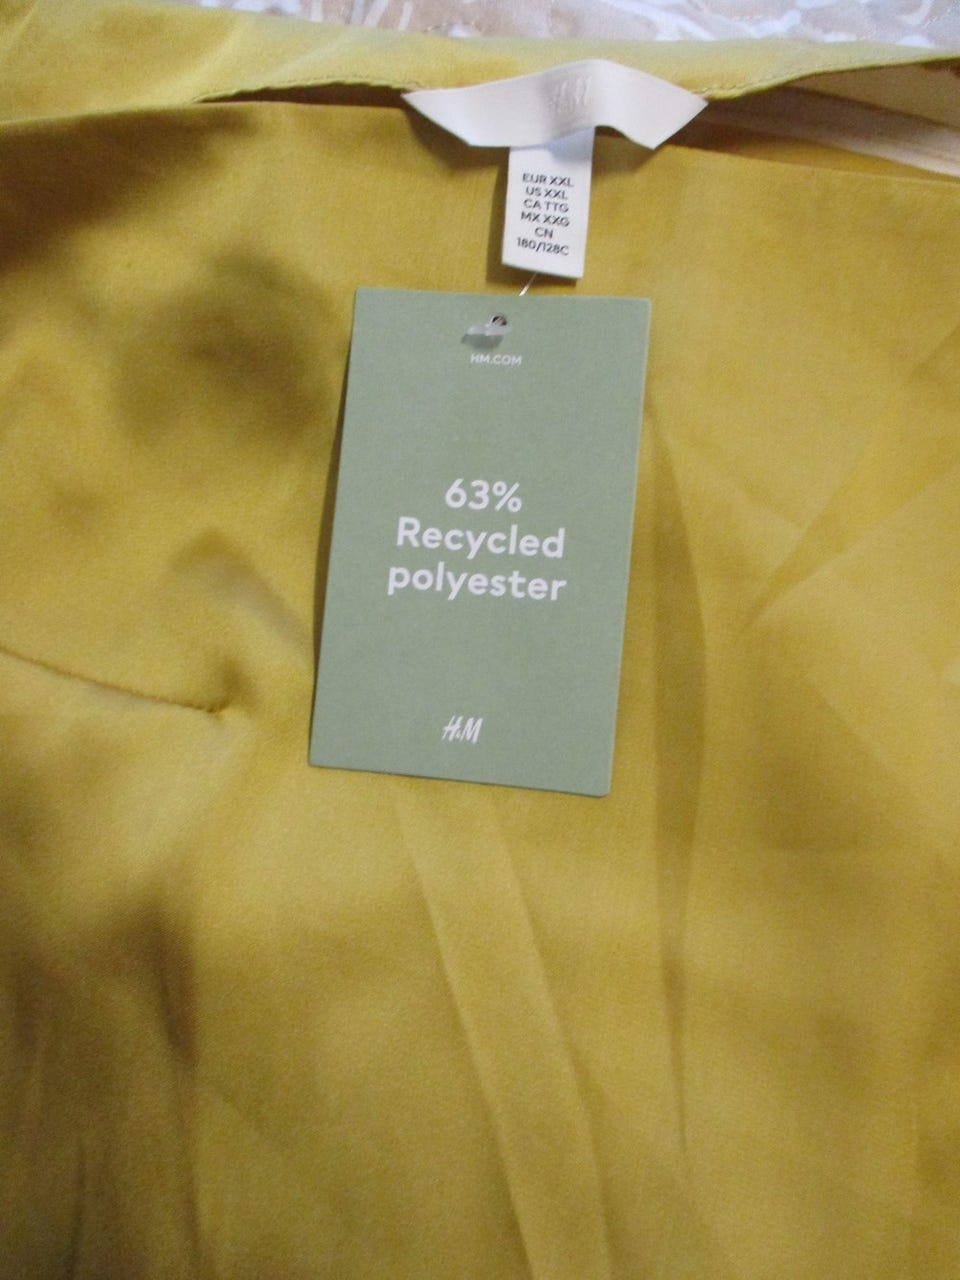 H&M
EUR XXL
US XXL
CA TTG
MX XXG
CN
180/128C
HM.COM
63%
Recycled
polyester
H&M